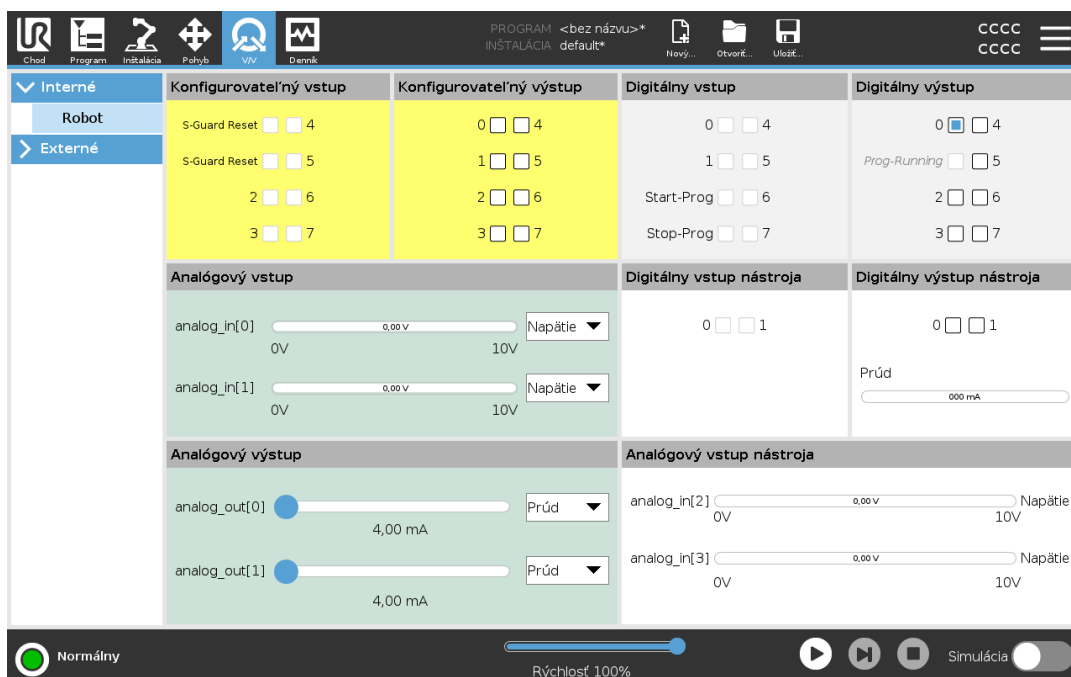 PROGRAM <bez názvu>*
INŠTALÁCIA default*
CCCC
CCCC
UR
Chod Program Inštalácia Pohyb V/V Denník Nový... Otvoriť... Uložiť...
Interné
Robot
Externé
Konfigurovateľný vstup
S-Guard Reset 4
S-Guard Reset 5
2 6
3 7
Konfigurovateľný výstup
0 4
1 5
2 6
3 7
Digitálny vstup
0 4
1 5
Start-Prog 6
Stop-Prog 7
Digitálny výstup
0 4
Prog-Running 5
2 6
3 7
Analógový vstup
analog_in[0] 0,00 V Napätie
0V 10V
analog_in[1] 0,00 V Napätie
0V 10V
Digitálny vstup nástroja
0 1
Digitálny výstup nástroja
0 1
Prúd
000 mA
Analógový výstup
analog_out[0] Prúd
4,00 mA
analog_out[1] Prúd
4,00 mA
Analógový vstup nástroja
analog_in[2] 0,00 V Napätie
0V 10V
analog_in[3] 0,00 V Napätie
0V 10V
Normálny
Rýchlosť 100%
Simulácia